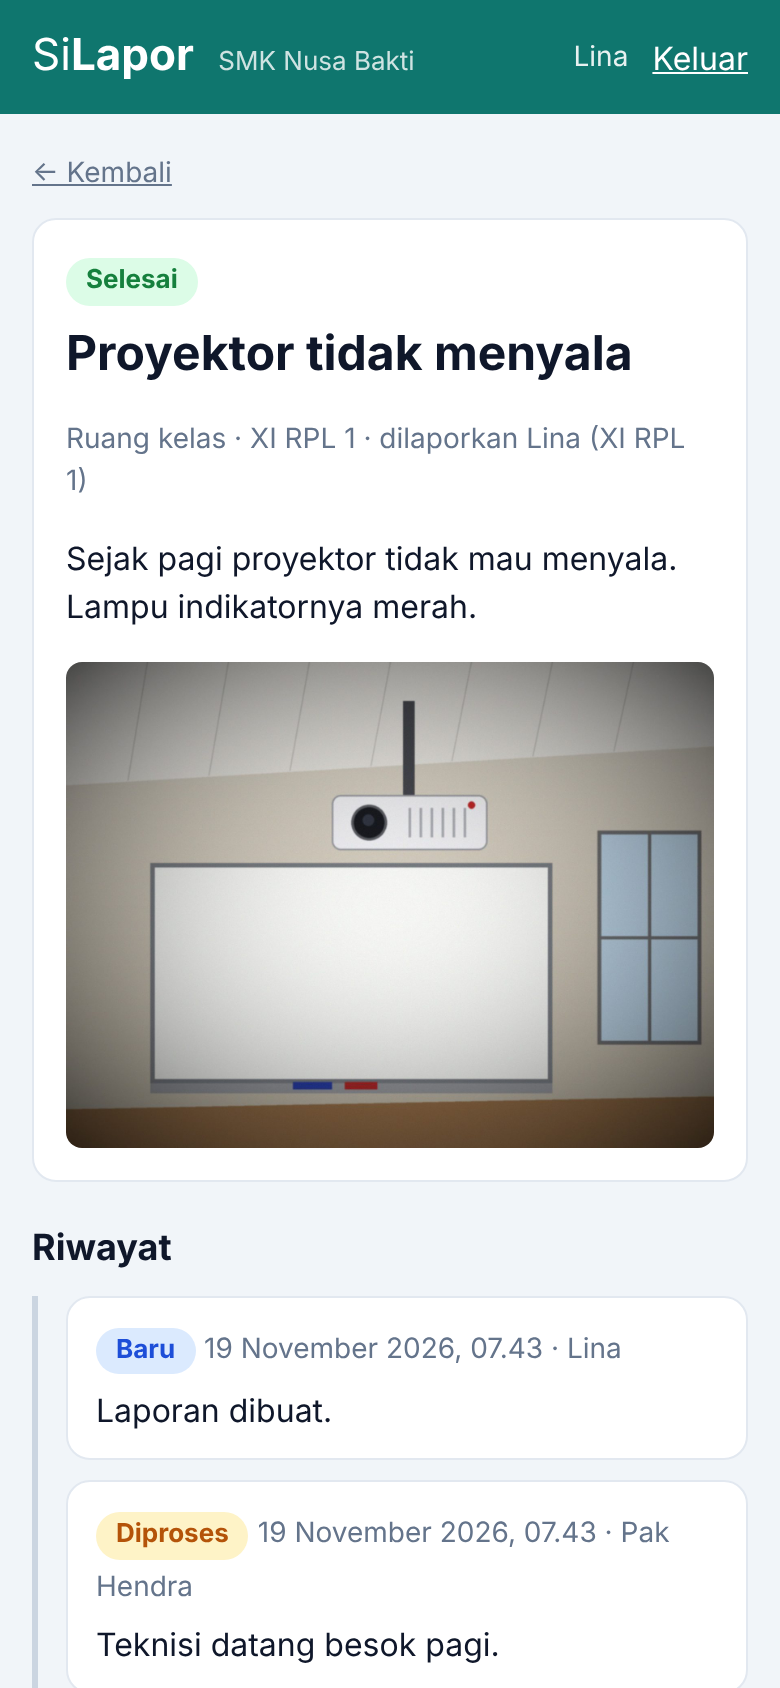 SiLapor SMK Nusa Bakti Lina Keluar
← Kembali
Selesai
Proyektor tidak menyala
Ruang kelas · XI RPL 1 · dilaporkan Lina (XI RPL
1)
Sejak pagi proyektor tidak mau menyala.
Lampu indikatornya merah.
Riwayat
Baru 19 November 2026, 07.43 · Lina
Laporan dibuat.
Diproses 19 November 2026, 07.43 · Pak
Hendra
Teknisi datang besok pagi.